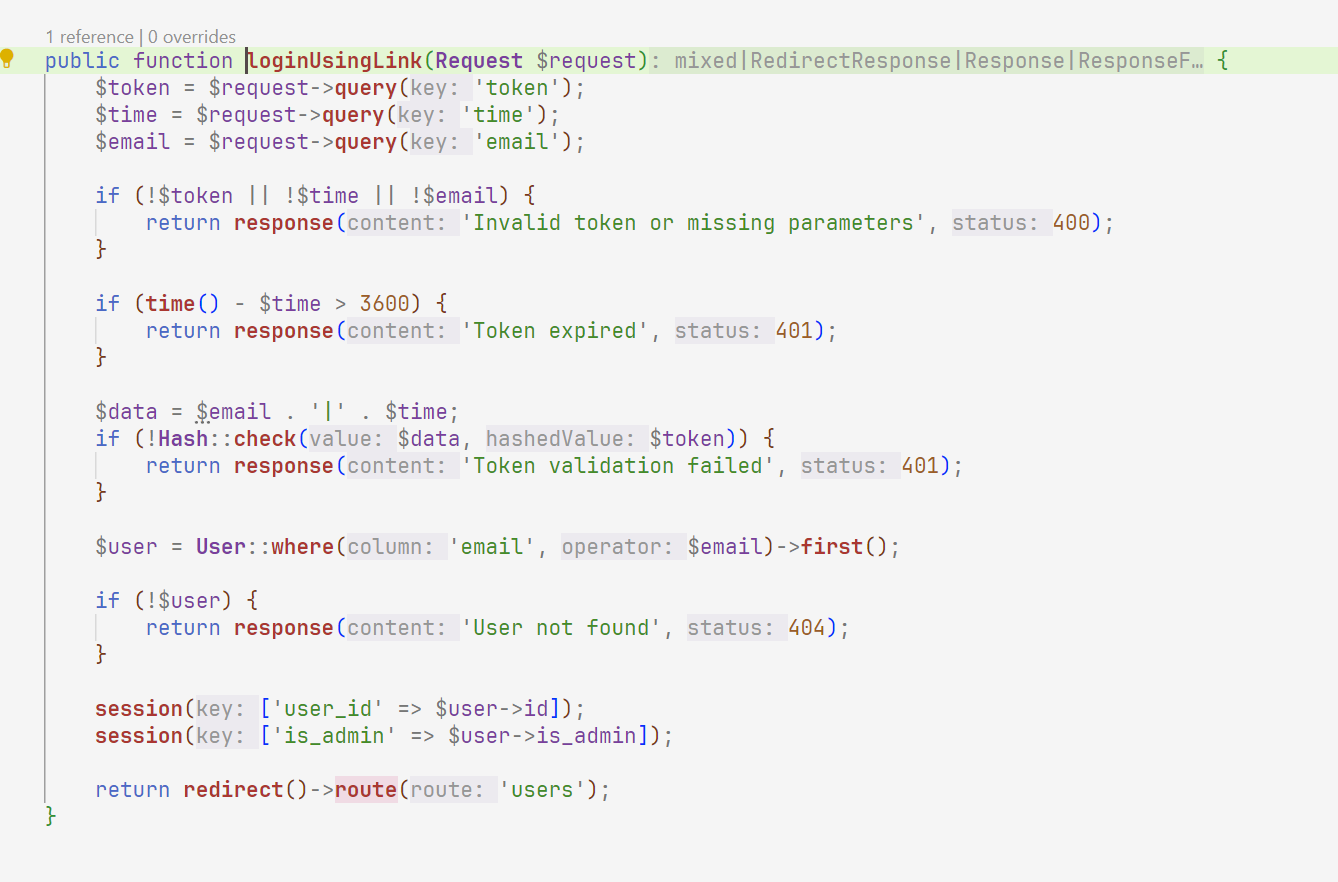 1 reference | 0 overrides
public function loginUsingLink(Request $request): mixed|RedirectResponse|Response|ResponseF… {
    $token = $request->query(key: 'token');
    $time = $request->query(key: 'time');
    $email = $request->query(key: 'email');

    if (!$token || !$time || !$email) {
        return response(content: 'Invalid token or missing parameters', status: 400);
    }

    if (time() - $time > 3600) {
        return response(content: 'Token expired', status: 401);
    }

    $data = $email . '|' . $time;
    if (!Hash::check(value: $data, hashedValue: $token)) {
        return response(content: 'Token validation failed', status: 401);
    }

    $user = User::where(column: 'email', operator: $email)->first();

    if (!$user) {
        return response(content: 'User not found', status: 404);
    }

    session(key: ['user_id' => $user->id]);
    session(key: ['is_admin' => $user->is_admin]);

    return redirect()->route(route: 'users');
}